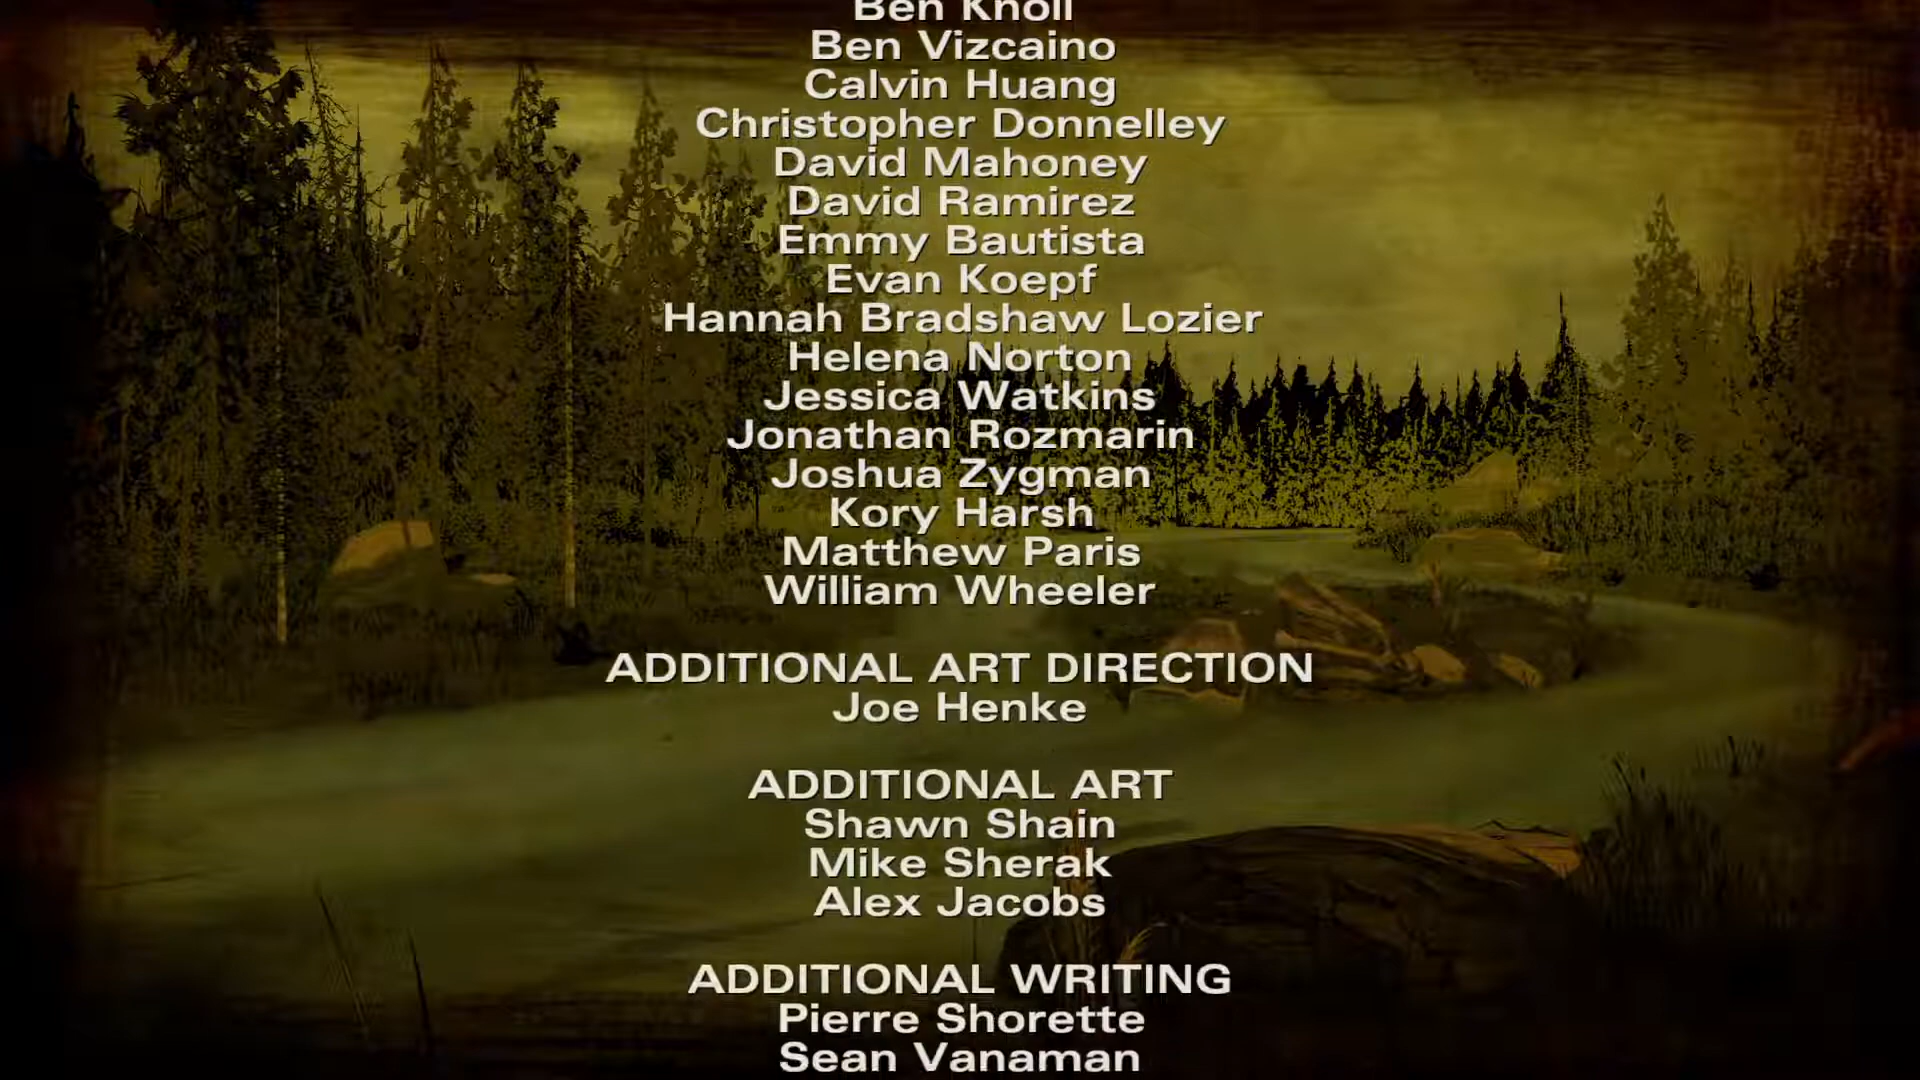 Ben Knoll
Ben Vizcaino
Calvin Huang
Christopher Donnelley
David Mahoney
David Ramirez
Emmy Bautista
Evan Koepf
Hannah Bradshaw Lozier
Helena Norton
Jessica Watkins
Jonathan Rozmarin
Joshua Zygman
Kory Harsh
Matthew Paris
William Wheeler
ADDITIONAL ART DIRECTION
Joe Henke
ADDITIONAL ART
Shawn Shain
Mike Sherak
Alex Jacobs
ADDITIONAL WRITING
Pierre Shorette
Sean Vanaman